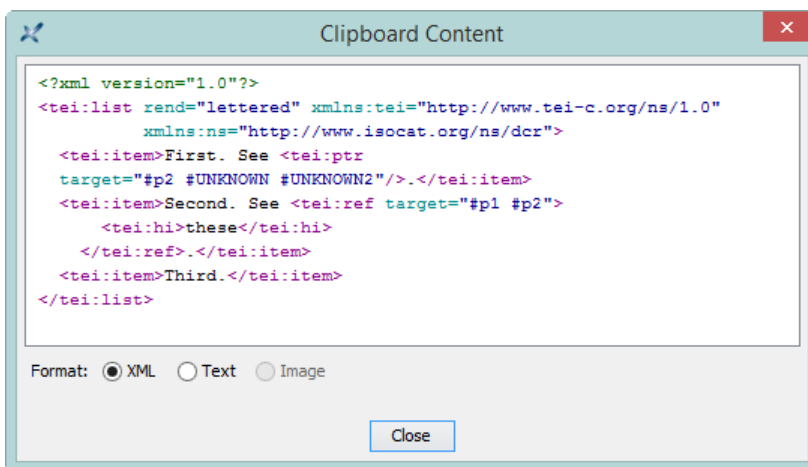 Clipboard Content
<?xml version="1.0"?>
<tei:list rend="lettered" xmlns:tei="http://www.tei-c.org/ns/1.0"
xmlns:ns="http://www.isocat.org/ns/dcr">
<tei:item>First. See <tei:ptr
target="#p2 #UNKNOWN #UNKNOWN2"/>.</tei:item>
<tei:item>Second. See <tei:ref target="#p1 #p2">
<tei:hi>these</tei:hi>
</tei:ref>.</tei:item>
<tei:item>Third.</tei:item>
</tei:list>
Format: XML Text Image
Close